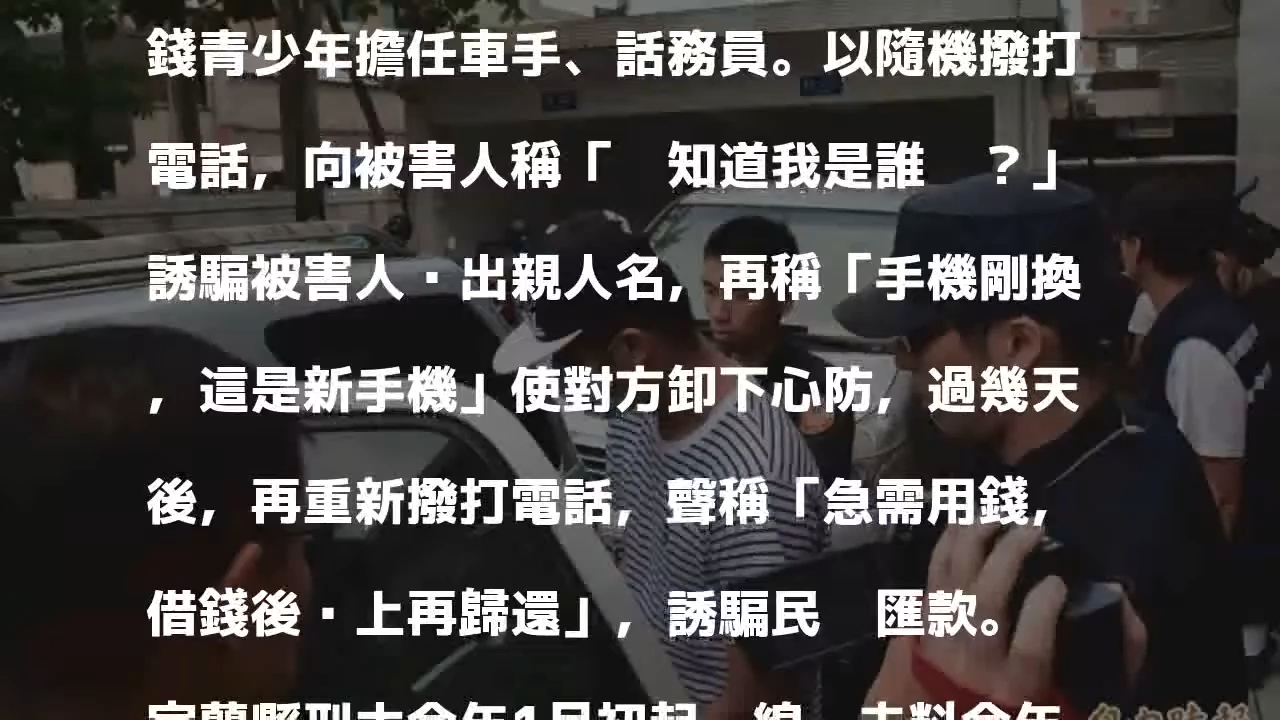 錢青少年擔任車手、話務員。以隨機撥打
電話，向被害人稱「　知道我是誰　？」
誘騙被害人·出親人名，再稱「手機剛換
，這是新手機」使對方卸下心防，過幾天
後，再重新撥打電話，聲稱「急需用錢，
借錢後·上再歸還」，誘騙民　匯款。